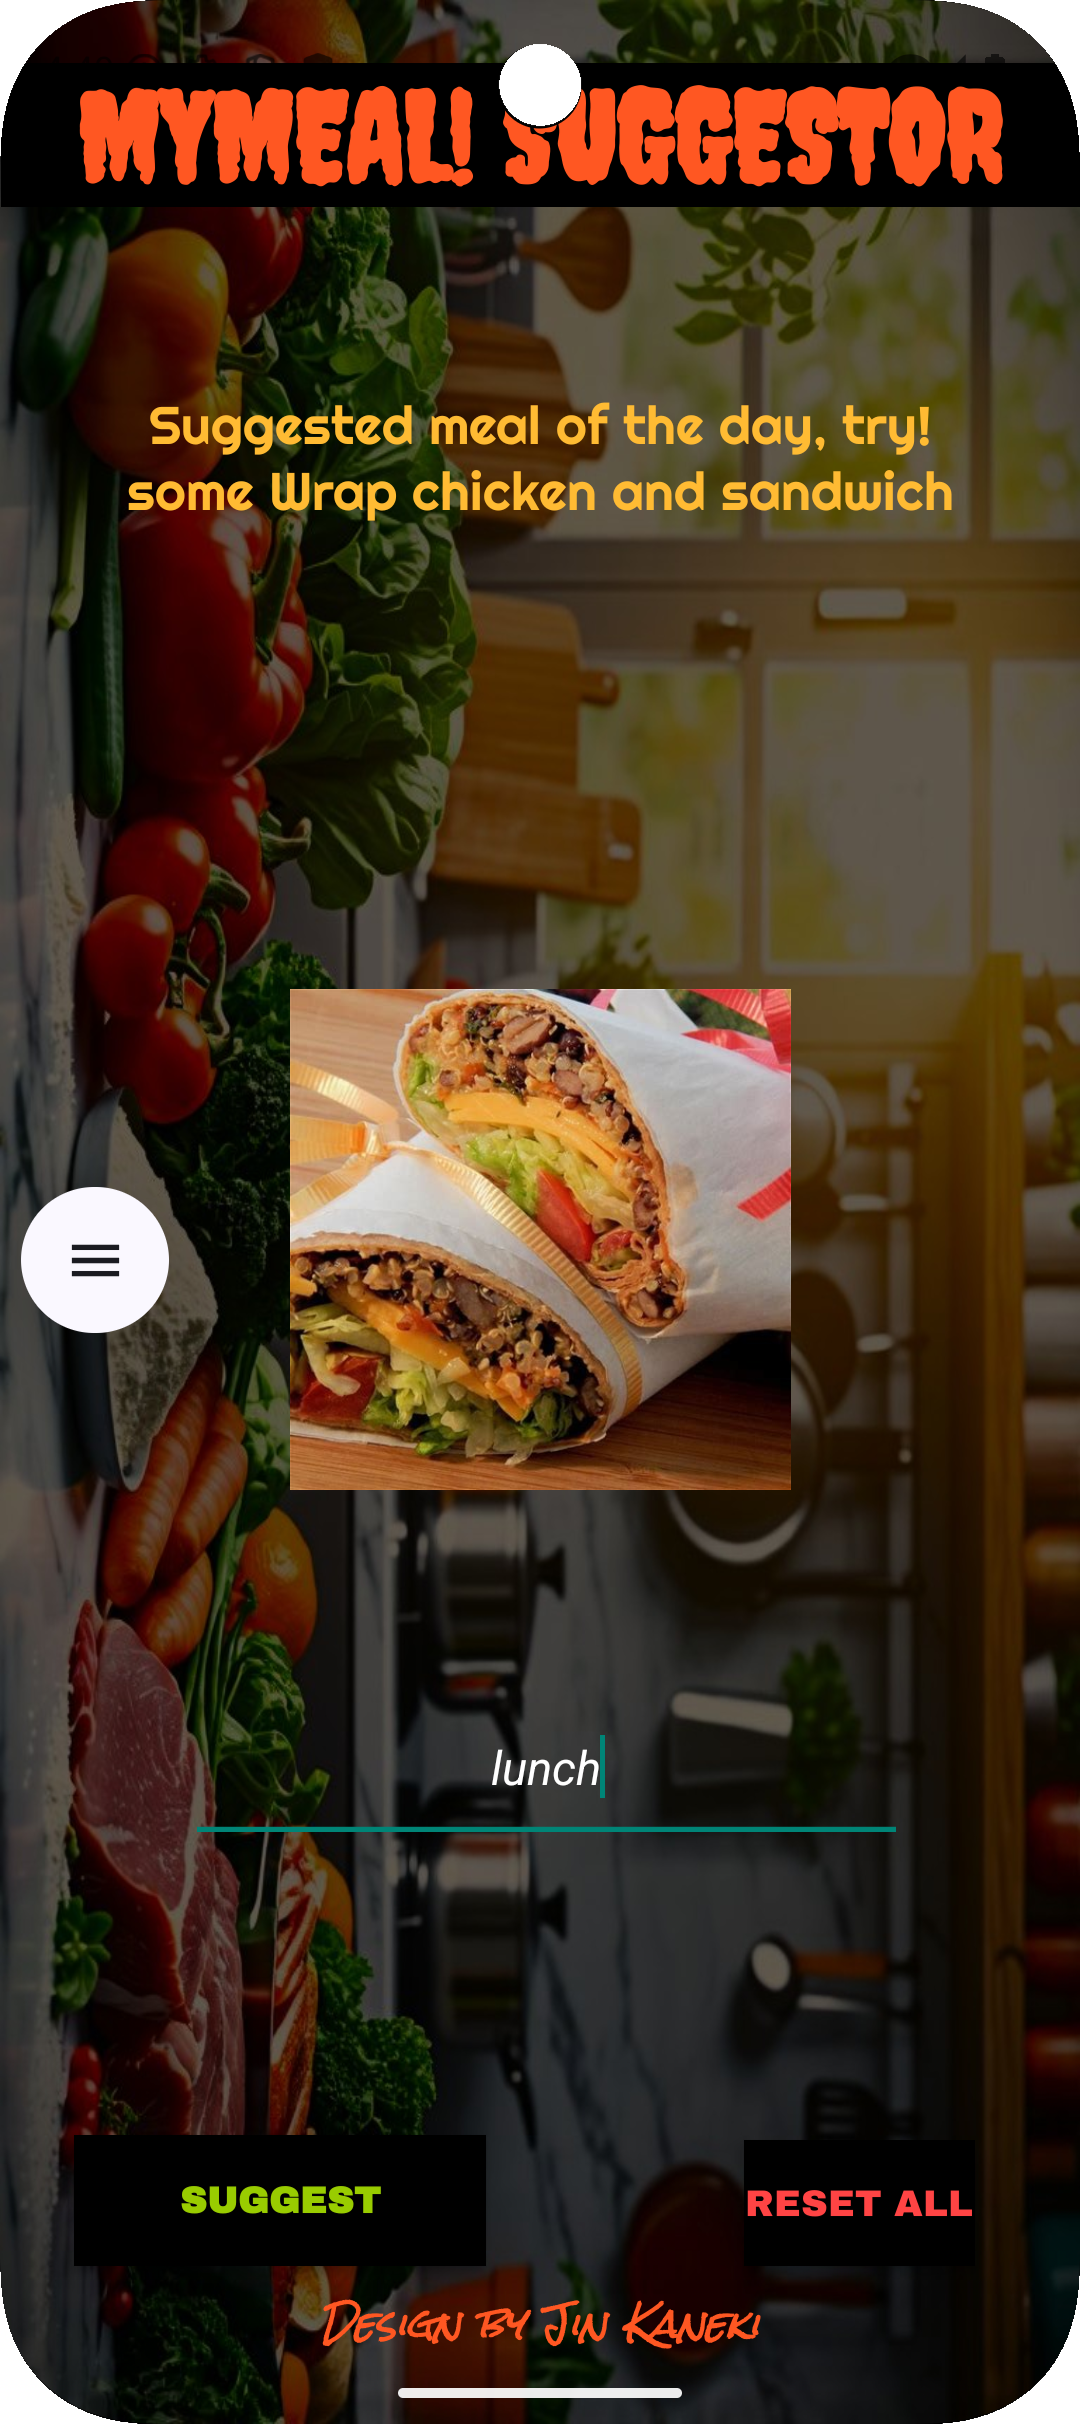 MYMEAL! SUGGESTOR
Suggested meal of the day, try!
some Wrap chicken and sandwich
lunch
SUGGEST
RESET ALL
Design by Jin Kaneki